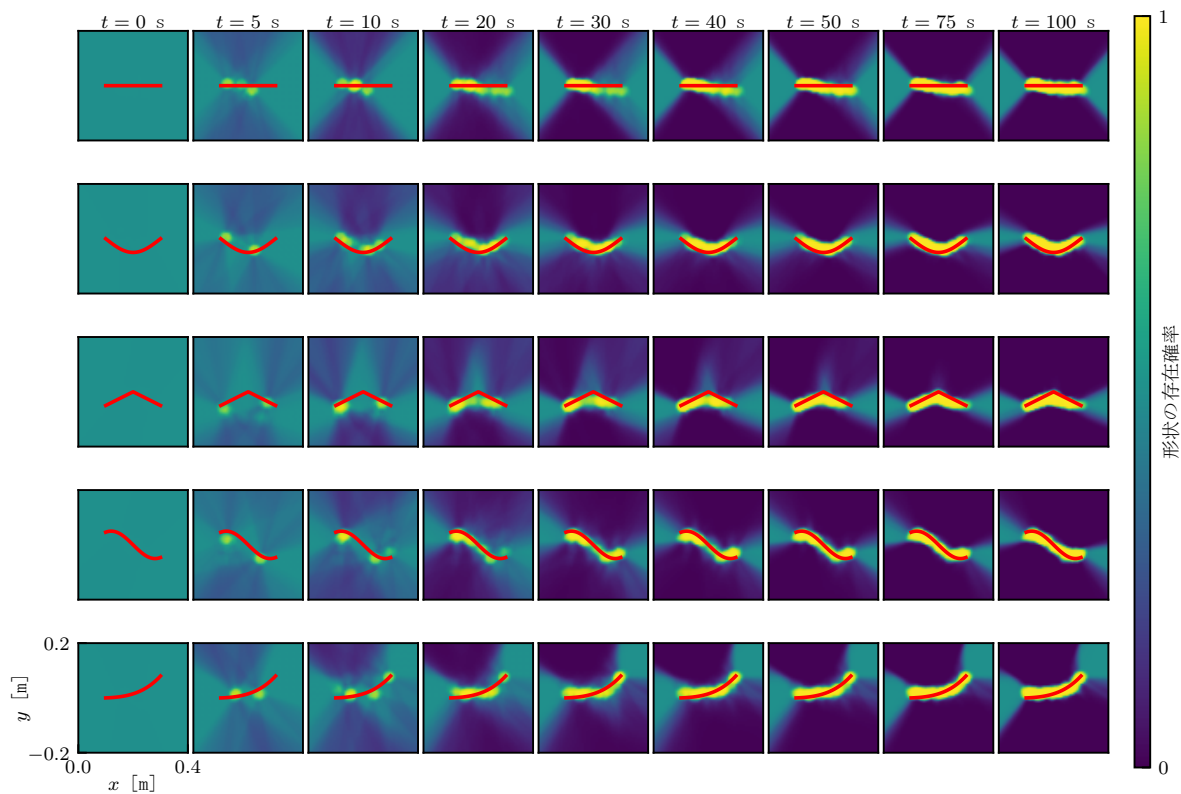 t = 0 s t = 5 s t = 10 s t = 20 s t = 30 s t = 40 s t = 50 s t = 75 s t = 100 s
1
形状の存在確率
0
0.2
y [m]
−0.2
0.0 0.4
x [m]